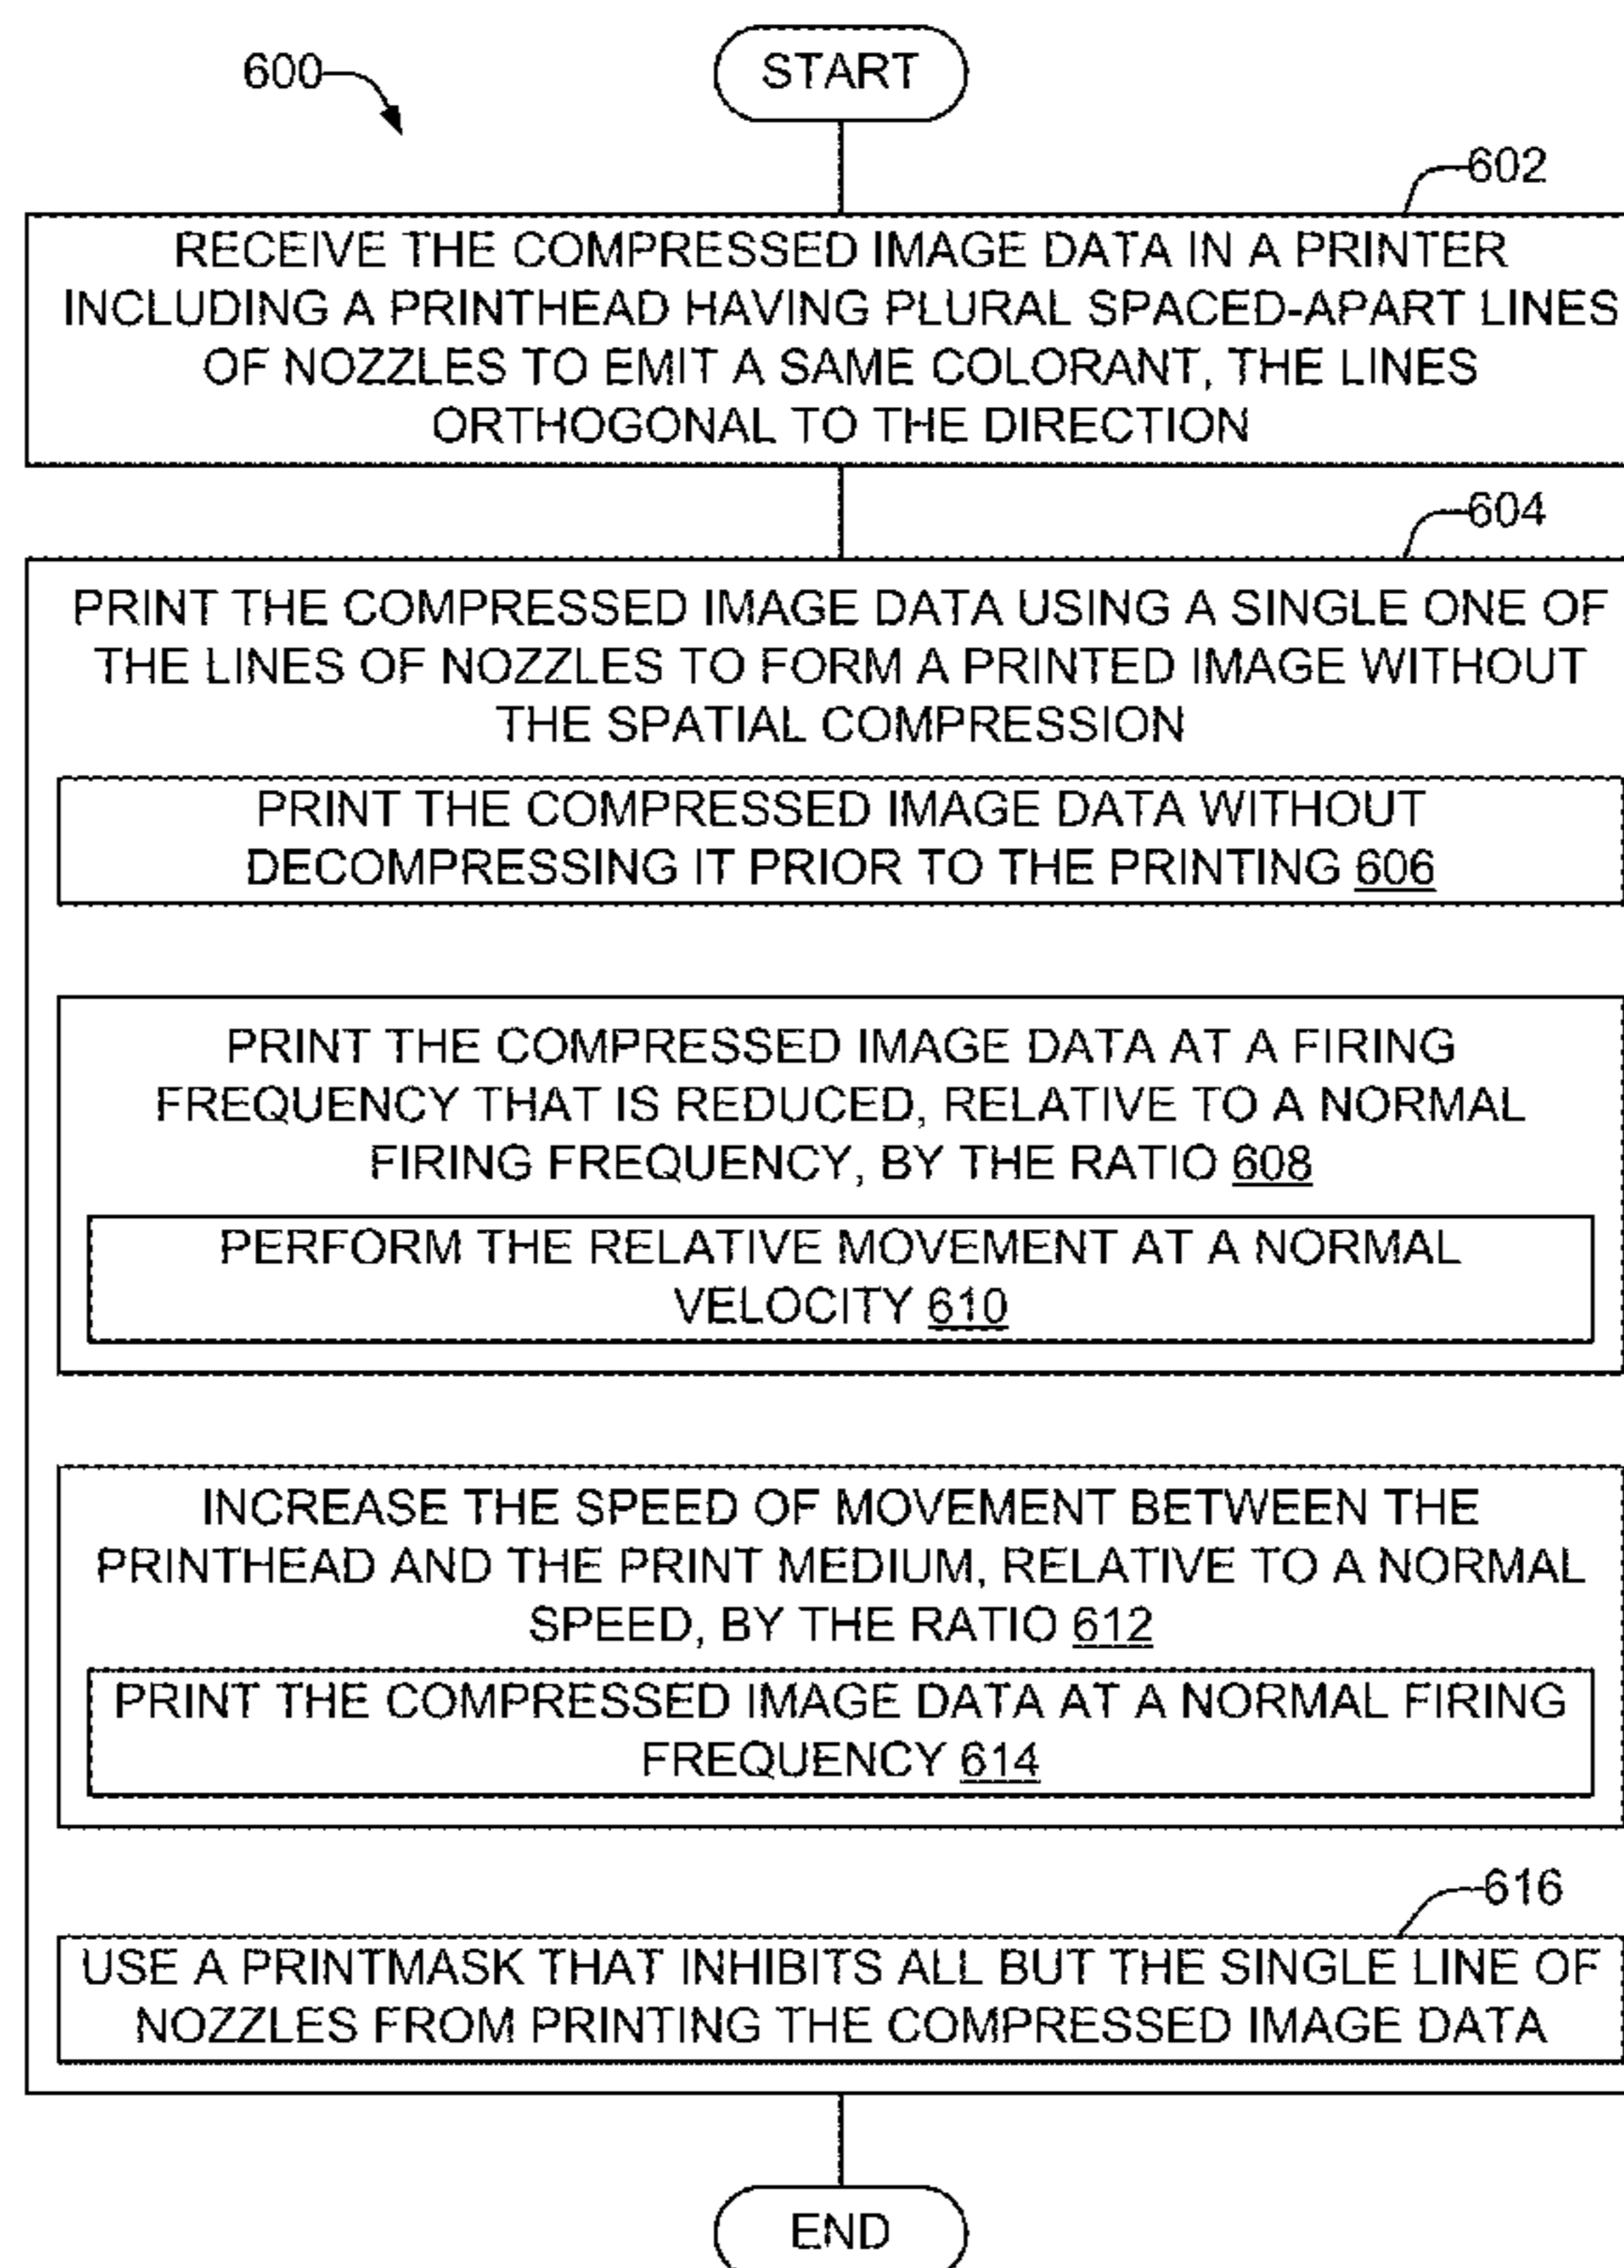 600
START
602
RECEIVE THE COMPRESSED IMAGE DATA IN A PRINTER
INCLUDING A PRINTHEAD HAVING PLURAL SPACED-APART LINES
OF NOZZLES TO EMIT A SAME COLORANT, THE LINES
ORTHOGONAL TO THE DIRECTION
604
PRINT THE COMPRESSED IMAGE DATA USING A SINGLE ONE OF
THE LINES OF NOZZLES TO FORM A PRINTED IMAGE WITHOUT
THE SPATIAL COMPRESSION
PRINT THE COMPRESSED IMAGE DATA WITHOUT
DECOMPRESSING IT PRIOR TO THE PRINTING 606
PRINT THE COMPRESSED IMAGE DATA AT A FIRING
FREQUENCY THAT IS REDUCED, RELATIVE TO A NORMAL
FIRING FREQUENCY, BY THE RATIO 608
PERFORM THE RELATIVE MOVEMENT AT A NORMAL
VELOCITY 610
INCREASE THE SPEED OF MOVEMENT BETWEEN THE
PRINTHEAD AND THE PRINT MEDIUM, RELATIVE TO A NORMAL
SPEED, BY THE RATIO 612
PRINT THE COMPRESSED IMAGE DATA AT A NORMAL FIRING
FREQUENCY 614
616
USE A PRINTMASK THAT INHIBITS ALL BUT THE SINGLE LINE OF
NOZZLES FROM PRINTING THE COMPRESSED IMAGE DATA
END